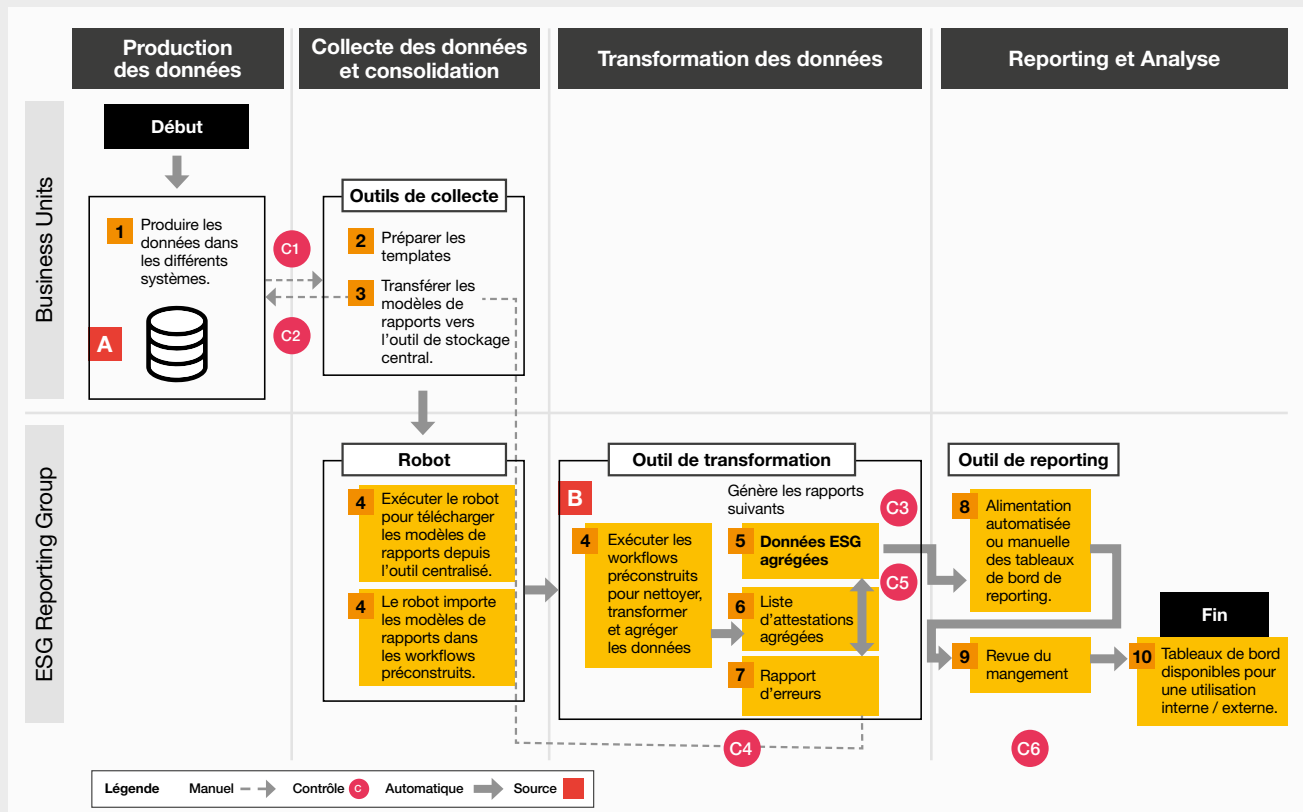 Production
des données
Collecte des données
et consolidation
Transformation des données
Reporting et Analyse
Business Units
Début
A
1
Produire les
données dans
les différents
systèmes.
C1
C2
Outils de collecte
2
Préparer les
templates
3
Transférer les
modèles de
rapports vers
l’outil de stockage
central.
ESG Reporting Group
Robot
4
Exécuter le robot
pour télécharger
les modèles de
rapports depuis
l’outil centralisé.
4
Le robot importe
les modèles de
rapports dans
les workflows
préconstruits.
Outil de transformation
B
Génère les rapports
suivants
4
Exécuter les
workflows
préconstruits
pour nettoyer,
transformer
et agréger
les données
5
Données ESG
agrégées
6
Liste
d’attestations
agrégées
7
Rapport
d’erreurs
C3
C5
C4
Outil de reporting
8
Alimentation
automatisée
ou manuelle
des tableaux
de bord de
reporting.
9
Revue du
mangement
Fin
10
Tableaux de bord
disponibles pour
une utilisation
interne / externe.
C6
Légende
Manuel
Contrôle
C
Automatique
Source